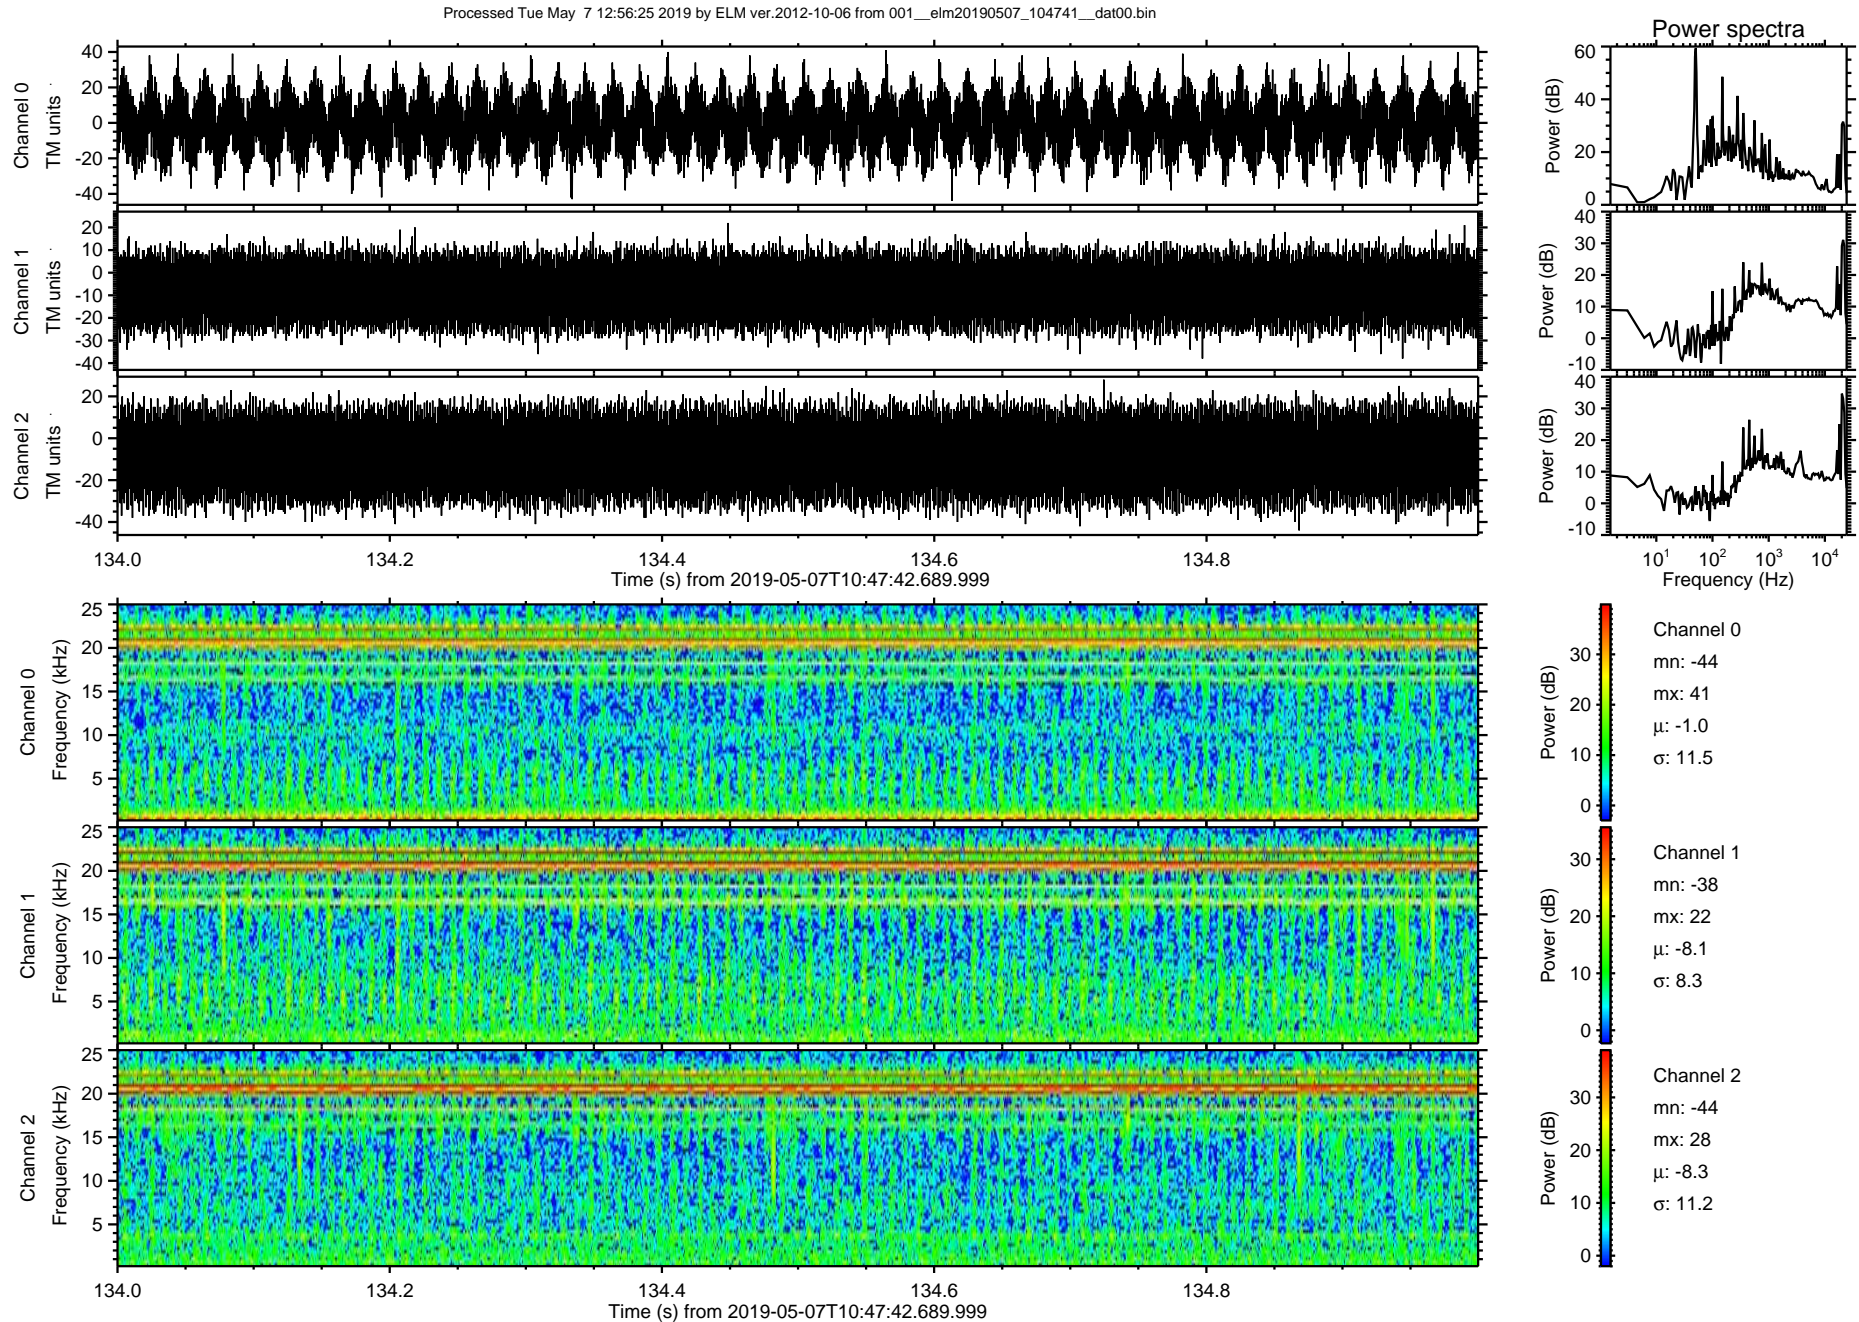 Processed Tue May  7 12:56:25 2019 by ELM ver.2012-10-06 from 001__elm20190507_104741__dat00.bin
Power spectra
Channel 0
TM units
40
20
0
-20
-40
Power (dB)
60
40
20
0
Channel 1
TM units
20
10
0
-10
-20
-30
-40
Power (dB)
40
30
20
10
0
-10
Channel 2
TM units
20
0
-20
-40
Power (dB)
40
30
20
10
0
-10
134.0 134.2 134.4 134.6 134.8
Time (s) from 2019-05-07T10:47:42.689.999
10¹ 10² 10³ 10⁴
Frequency (Hz)
Channel 0
Frequency (kHz)
25
20
15
10
5
Power (dB)
30
20
10
0
Channel 0
mn: -44
mx: 41
μ: -1.0
σ: 11.5
Channel 1
Frequency (kHz)
25
20
15
10
5
Power (dB)
30
20
10
0
Channel 1
mn: -38
mx: 22
μ: -8.1
σ: 8.3
Channel 2
Frequency (kHz)
25
20
15
10
5
Power (dB)
30
20
10
0
Channel 2
mn: -44
mx: 28
μ: -8.3
σ: 11.2
134.0 134.2 134.4 134.6 134.8
Time (s) from 2019-05-07T10:47:42.689.999